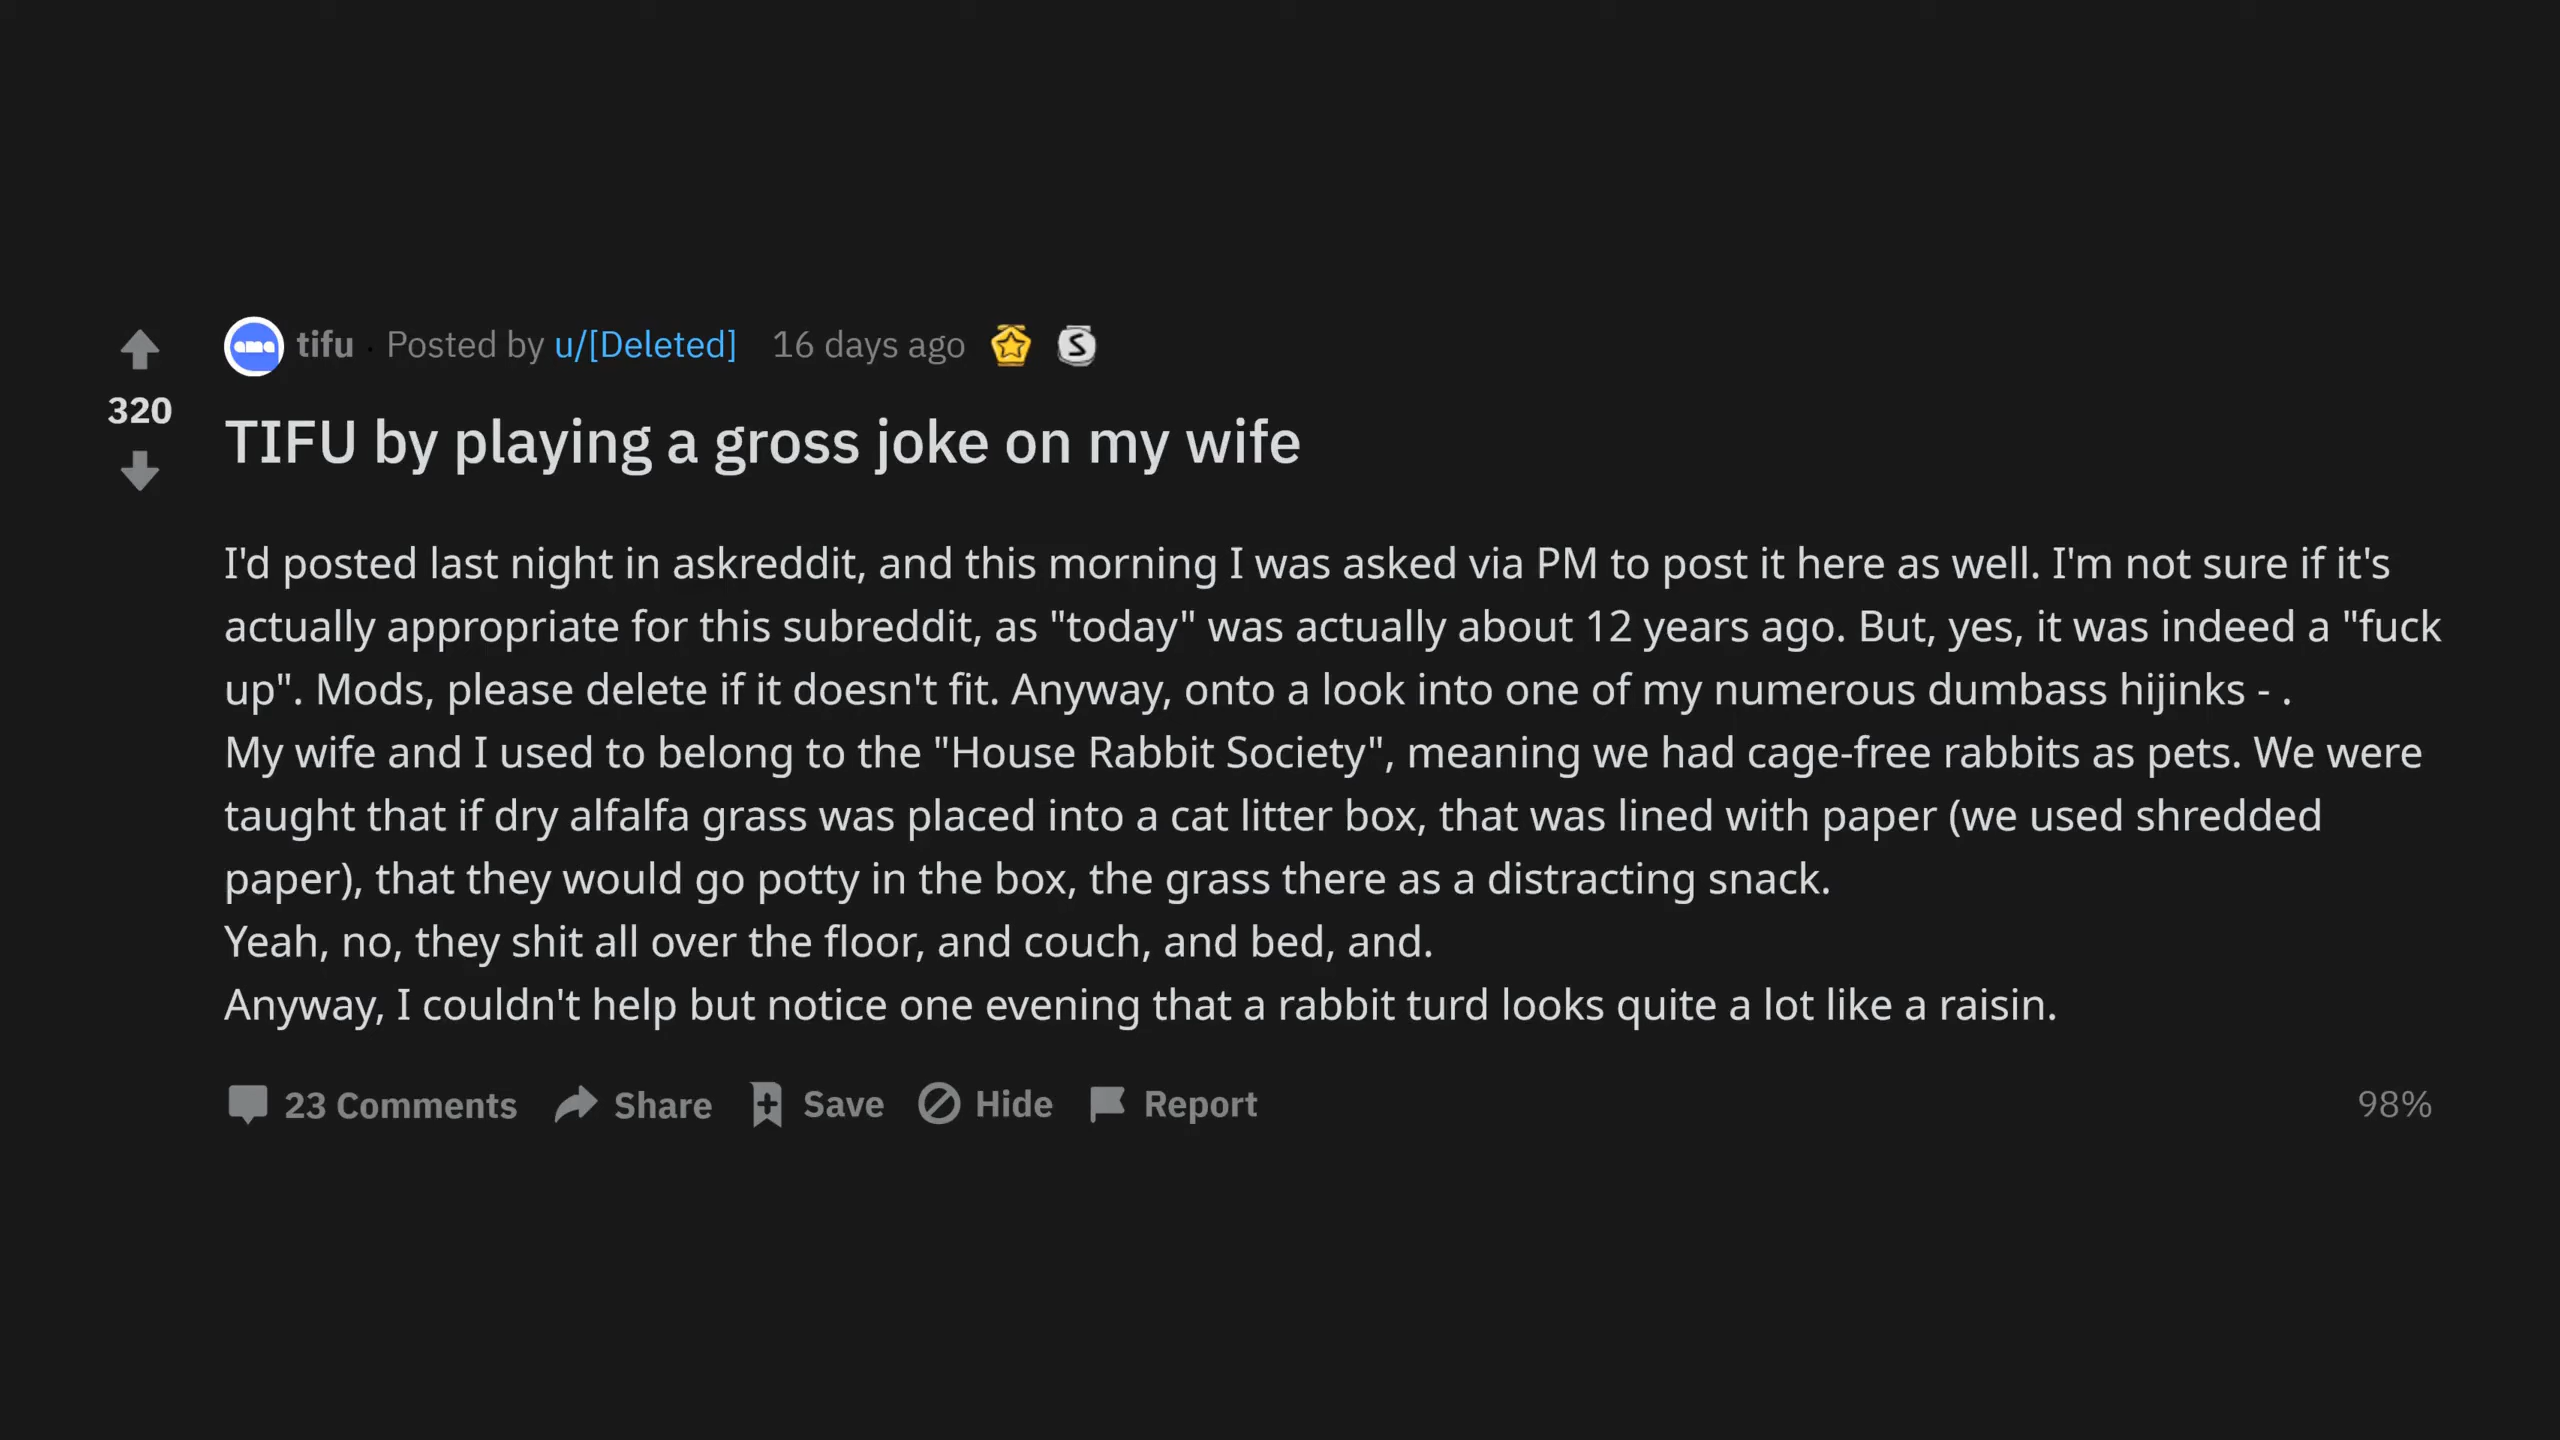 tifu · Posted by u/[Deleted] 16 days ago
320
TIFU by playing a gross joke on my wife
I'd posted last night in askreddit, and this morning I was asked via PM to post it here as well. I'm not sure if it's
actually appropriate for this subreddit, as "today" was actually about 12 years ago. But, yes, it was indeed a "fuck
up". Mods, please delete if it doesn't fit. Anyway, onto a look into one of my numerous dumbass hijinks - .
My wife and I used to belong to the "House Rabbit Society", meaning we had cage-free rabbits as pets. We were
taught that if dry alfalfa grass was placed into a cat litter box, that was lined with paper (we used shredded
paper), that they would go potty in the box, the grass there as a distracting snack.
Yeah, no, they shit all over the floor, and couch, and bed, and.
Anyway, I couldn't help but notice one evening that a rabbit turd looks quite a lot like a raisin.
23 Comments Share Save Hide Report 98%